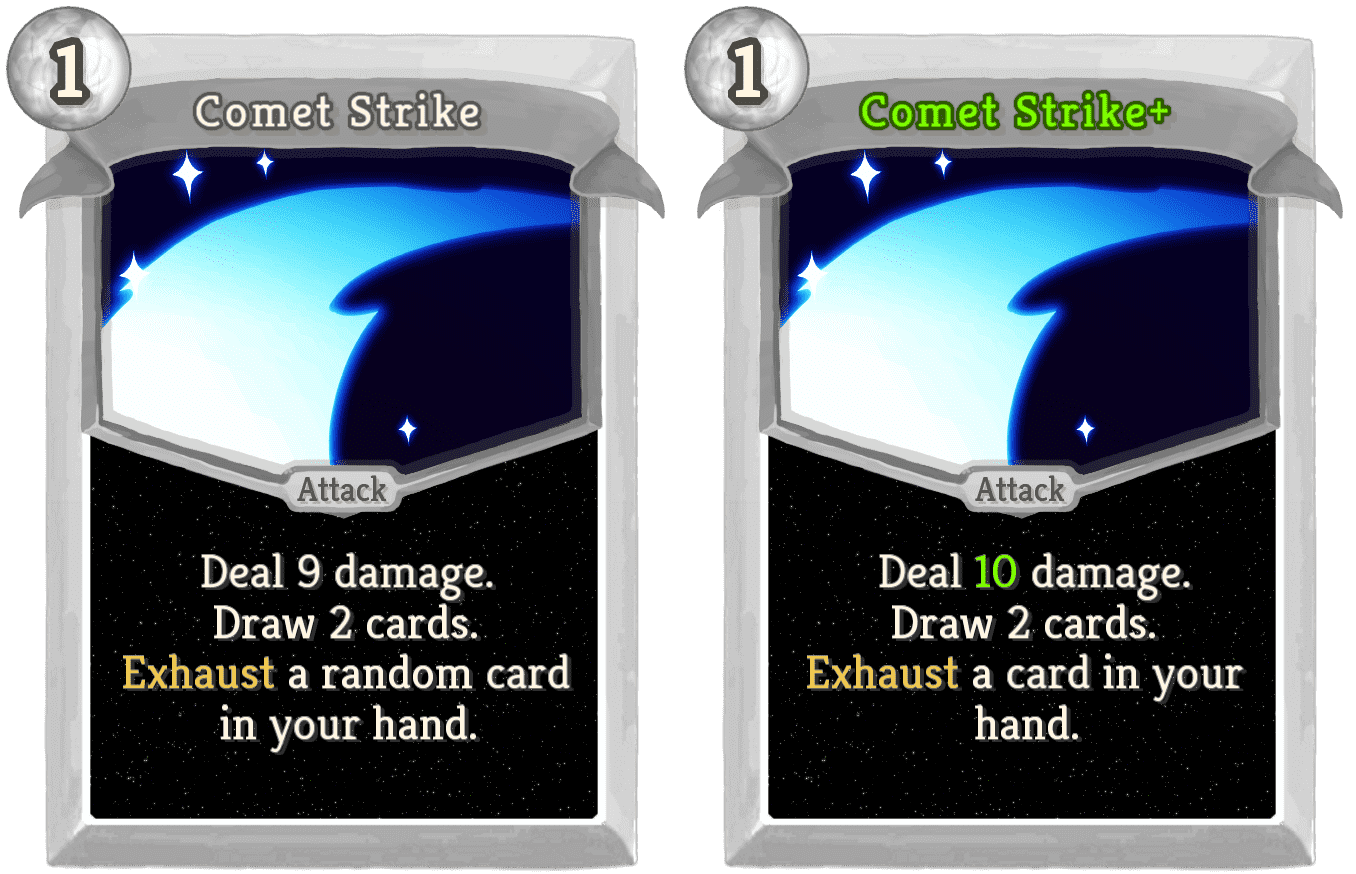 1
Comet Strike
Attack
Deal 9 damage.
Draw 2 cards.
Exhaust a random card
in your hand.
1
Comet Strike+
Attack
Deal 10 damage.
Draw 2 cards.
Exhaust a card in your
hand.